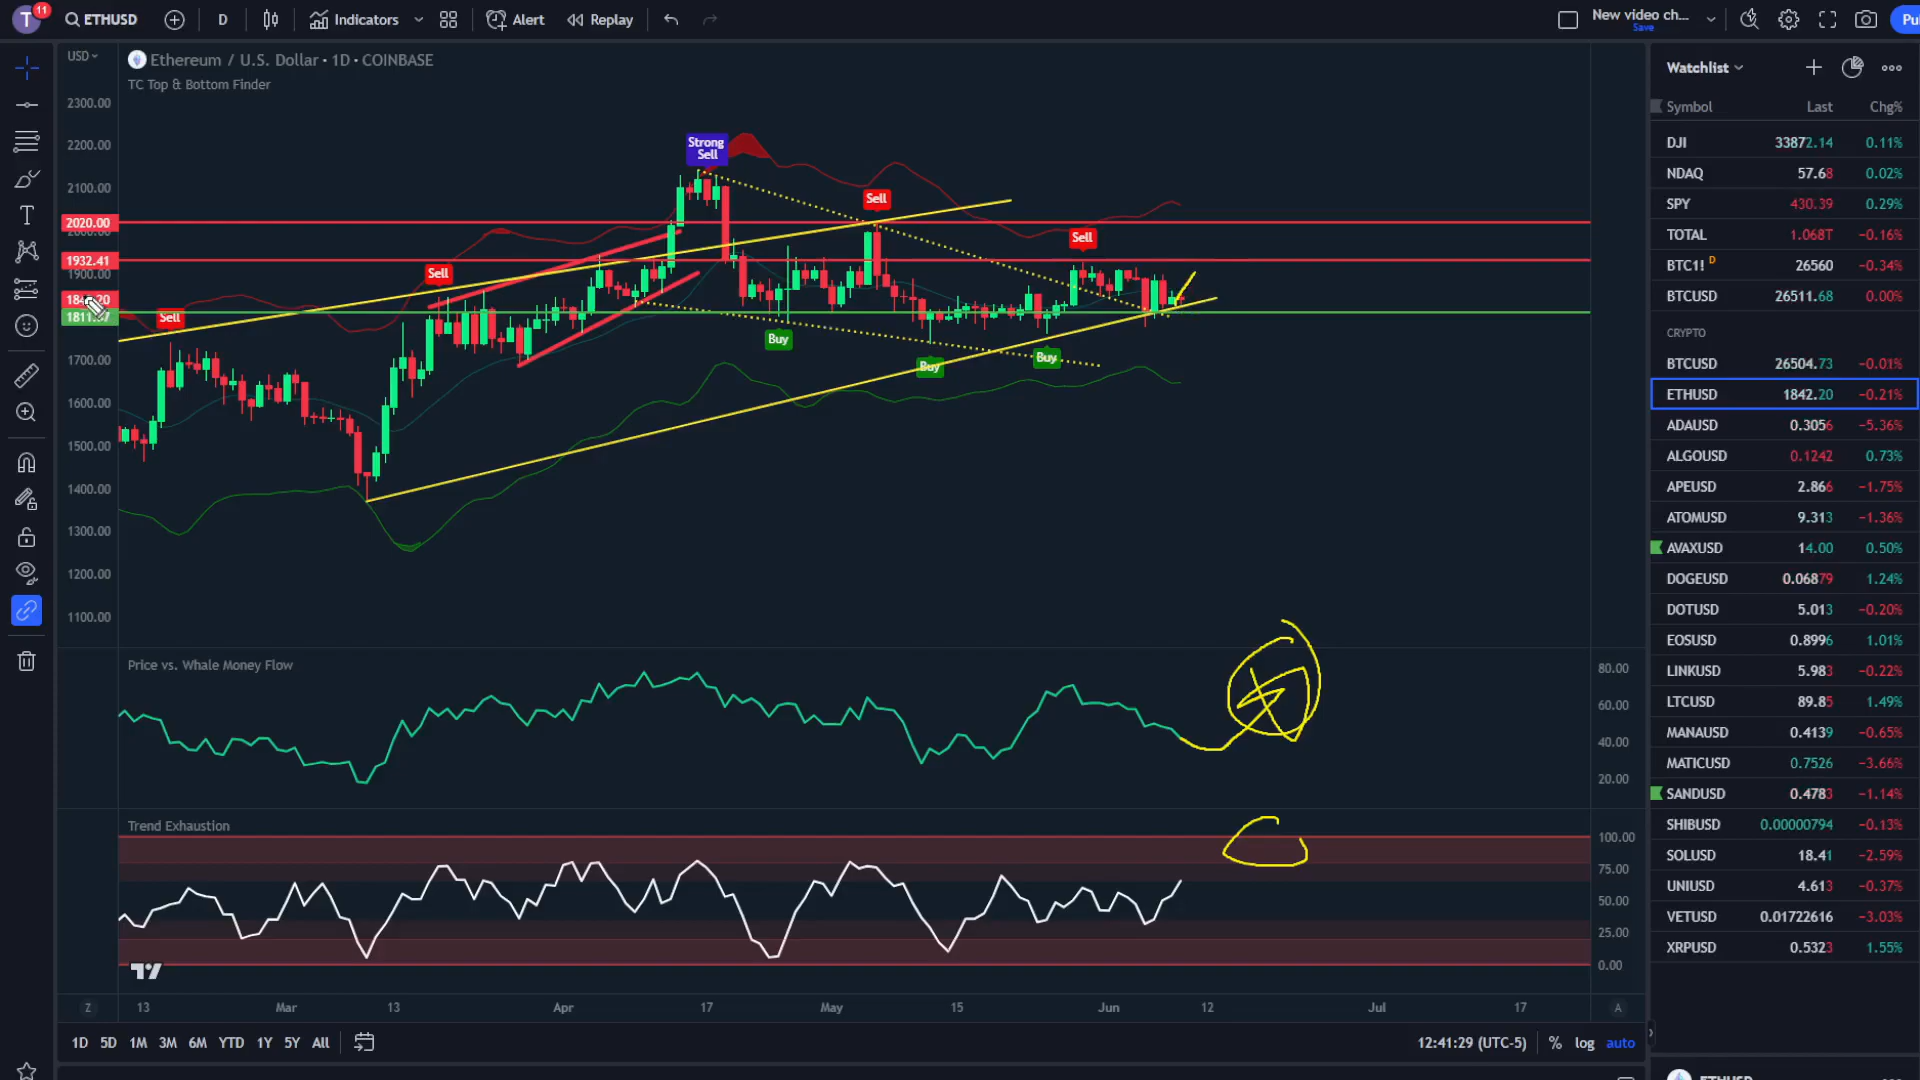 T 11 ETHUSD D Indicators Alert Replay New video ch... Save Pu
USD Ethereum / U.S. Dollar · 1D · COINBASE
TC Top & Bottom Finder
2300.00
2200.00
2100.00
2020.00
1932.41
1900.00
1811.
1700.00
1600.00
1500.00
1400.00
1300.00
1200.00
1100.00
Strong
Sell
Sell
Sell
Sell
Sell
Buy
Buy
Buy
Price vs. Whale Money Flow
80.00
60.00
40.00
20.00
Trend Exhaustion
100.00
75.00
50.00
25.00
0.00
Z 13 Mar 13 Apr 17 May 15 Jun 12 Jul 17 A
1D 5D 1M 3M 6M YTD 1Y 5Y All 12:41:29 (UTC-5) % log auto
Watchlist
Symbol Last Chg%
DJI 33872.14 0.11%
NDAQ 57.68 0.02%
SPY 430.39 0.29%
TOTAL 1.068T −0.16%
BTC1! D 26560 −0.34%
BTCUSD 26511.68 0.00%
CRYPTO
BTCUSD 26504.73 −0.01%
ETHUSD 1842.20 −0.21%
ADAUSD 0.3056 −5.36%
ALGOUSD 0.1242 0.73%
APEUSD 2.866 −1.75%
ATOMUSD 9.313 −1.36%
AVAXUSD 14.00 0.50%
DOGEUSD 0.06879 1.24%
DOTUSD 5.013 −0.20%
EOSUSD 0.8996 1.01%
LINKUSD 5.983 −0.22%
LTCUSD 89.85 1.49%
MANAUSD 0.4139 −0.65%
MATICUSD 0.7526 −3.66%
SANDUSD 0.4783 −1.14%
SHIBUSD 0.00000794 −0.13%
SOLUSD 18.41 −2.59%
UNIUSD 4.613 −0.37%
VETUSD 0.01722616 −3.03%
XRPUSD 0.5323 1.55%
ETHUSD